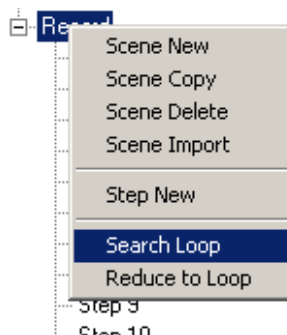 Record
Scene New
Scene Copy
Scene Delete
Scene Import
Step New
Search Loop
Reduce to Loop
Step 9
Step 10